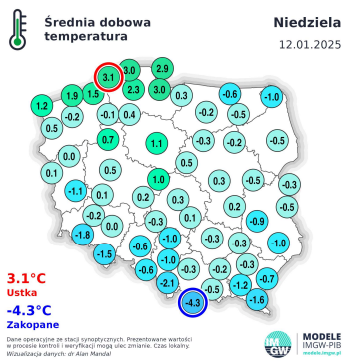 Średnia dobowa
temperatura
Niedziela
12.01.2025
3.1 3.0 2.9
1.2 1.9 1.5 2.3 3.0 0.3 -0.6 -1.0
0.5 -0.2 -0.1 0.4 -0.2 -0.5
0.7 1.1 -0.3 -0.2 -0.5
0.1 0.0 0.5
-1.1 0.1 1.0 0.3 -0.5 -0.3
-0.2 0.2 0.3 0.2 -0.5
-1.8 0.0 -0.3 0.1 -0.9
-1.5 -0.6 -1.0 -0.3 0.3 -1.0
-0.6 -1.0 -0.3 -0.2 -0.3
-2.1 -0.5 -1.2 -0.7
-4.3 -1.6
3.1°C
Ustka
-4.3°C
Zakopane
Dane operacyjne ze stacji synoptycznych. Prezentowane wartości
w procesie kontroli i weryfikacji mogą ulec zmianie. Czas lokalny.
Wizualizacja danych: dr Alan Mandal
IM
GW
MODELE
IMGW-PIB
modele.imgw.pl